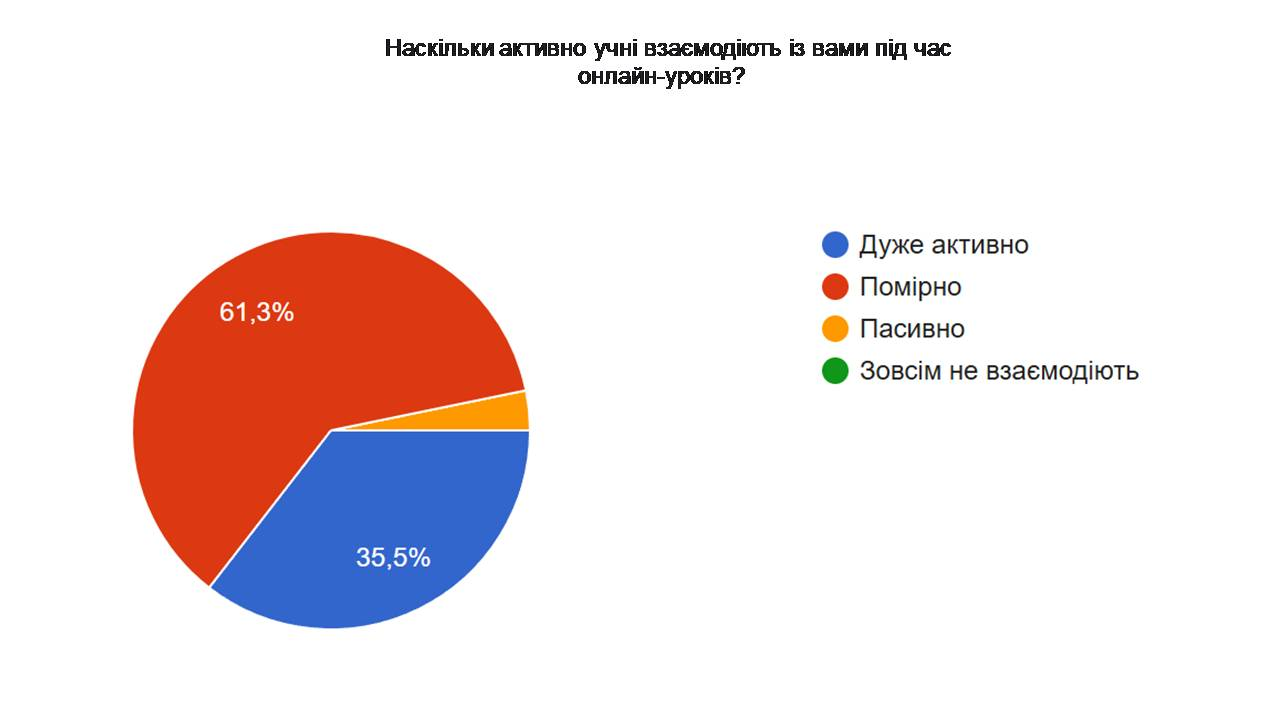 Наскільки активно учні взаємодіють із вами під час
онлайн-уроків?
61,3%
35,5%
Дуже активно
Помірно
Пасивно
Зовсім не взаємодіють